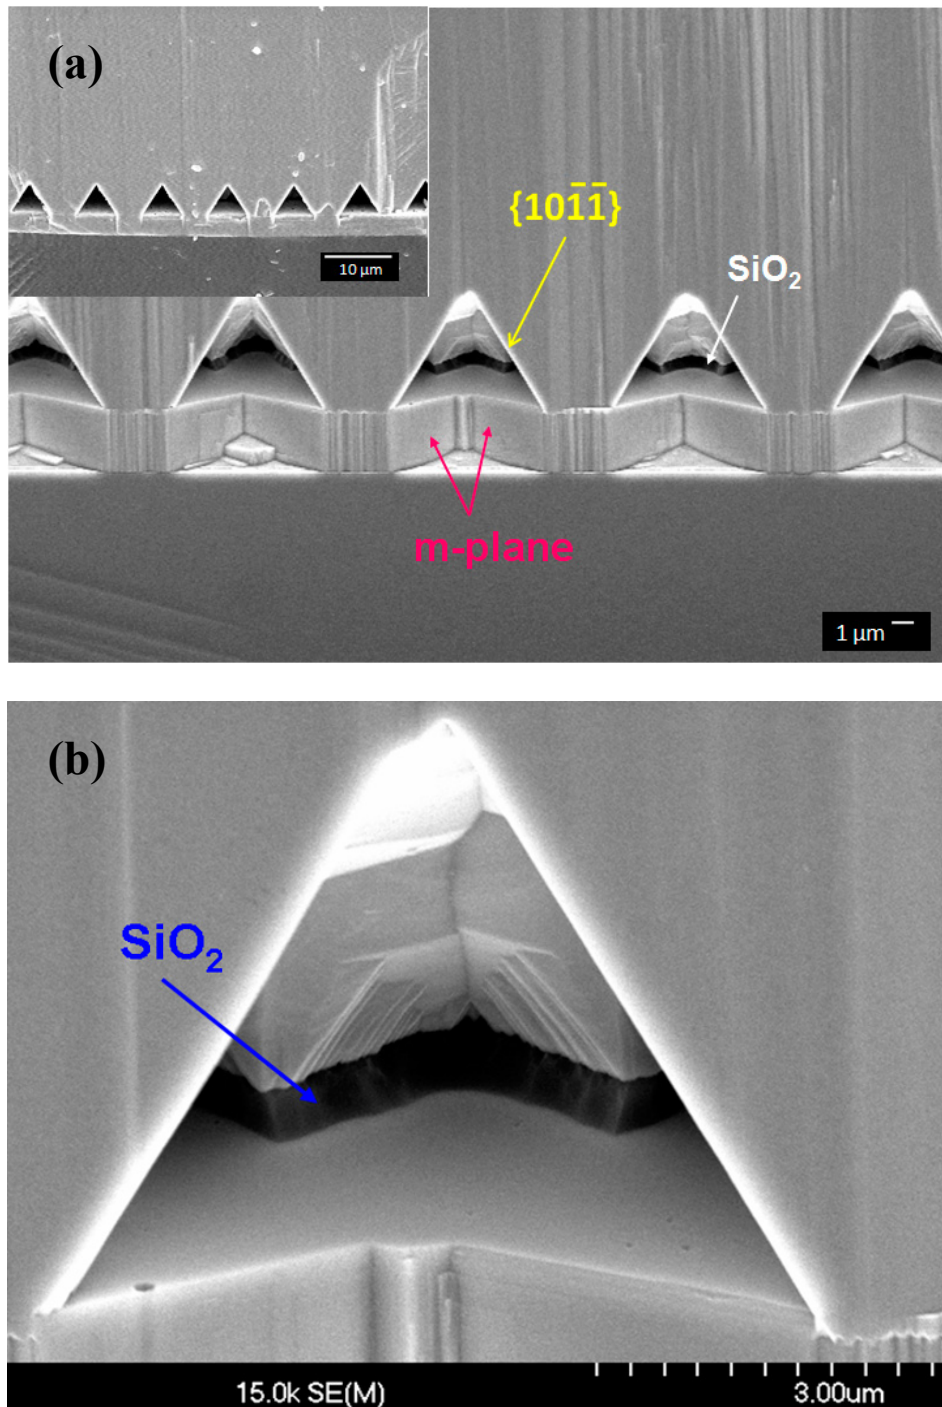 (a)
10 μm
{101̅1̅}
SiO₂
m-plane
1 μm
(b)
SiO₂
15.0k SE(M)
3.00um